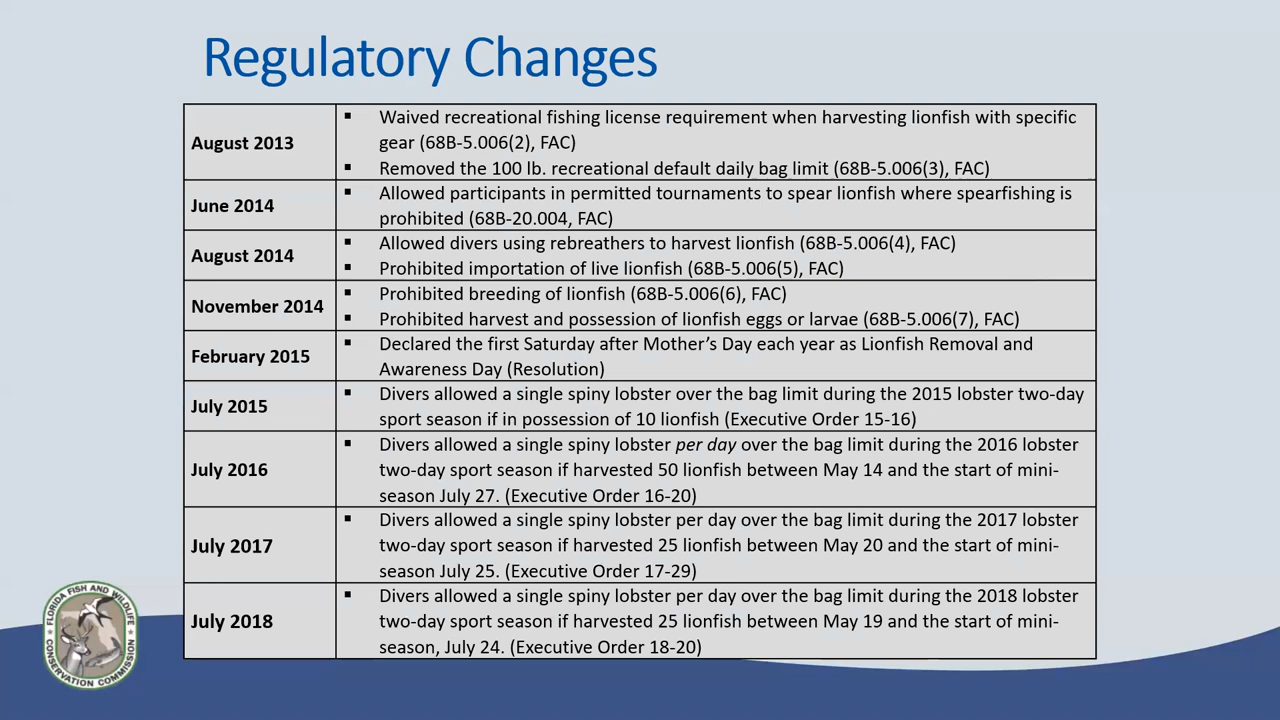 Regulatory Changes
August 2013
▪ Waived recreational fishing license requirement when harvesting lionfish with specific
gear (68B-5.006(2), FAC)
▪ Removed the 100 lb. recreational default daily bag limit (68B-5.006(3), FAC)
June 2014
▪ Allowed participants in permitted tournaments to spear lionfish where spearfishing is
prohibited (68B-20.004, FAC)
August 2014
▪ Allowed divers using rebreathers to harvest lionfish (68B-5.006(4), FAC)
▪ Prohibited importation of live lionfish (68B-5.006(5), FAC)
November 2014
▪ Prohibited breeding of lionfish (68B-5.006(6), FAC)
▪ Prohibited harvest and possession of lionfish eggs or larvae (68B-5.006(7), FAC)
February 2015
▪ Declared the first Saturday after Mother’s Day each year as Lionfish Removal and
Awareness Day (Resolution)
July 2015
▪ Divers allowed a single spiny lobster over the bag limit during the 2015 lobster two-day
sport season if in possession of 10 lionfish (Executive Order 15-16)
July 2016
▪ Divers allowed a single spiny lobster per day over the bag limit during the 2016 lobster
two-day sport season if harvested 50 lionfish between May 14 and the start of mini-
season July 27. (Executive Order 16-20)
July 2017
▪ Divers allowed a single spiny lobster per day over the bag limit during the 2017 lobster
two-day sport season if harvested 25 lionfish between May 20 and the start of mini-
season July 25. (Executive Order 17-29)
July 2018
▪ Divers allowed a single spiny lobster per day over the bag limit during the 2018 lobster
two-day sport season if harvested 25 lionfish between May 19 and the start of mini-
season, July 24. (Executive Order 18-20)
FLORIDA FISH AND WILDLIFE
CONSERVATION COMMISSION